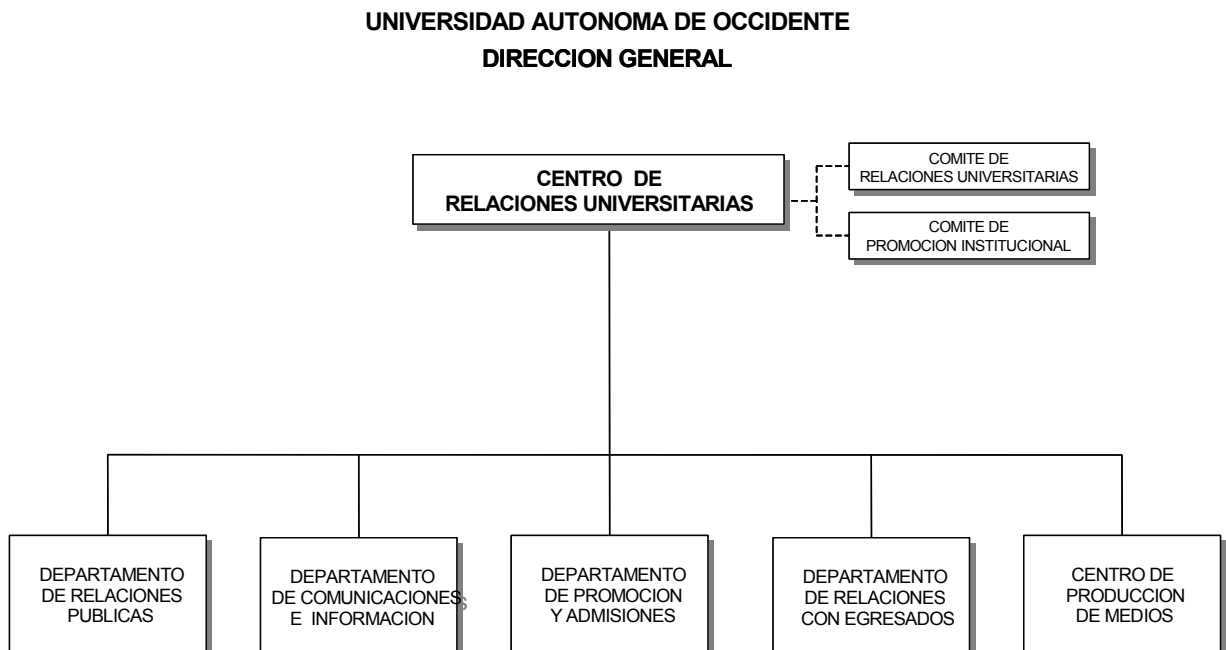 UNIVERSIDAD AUTONOMA DE OCCIDENTE
DIRECCION GENERAL
CENTRO DE
RELACIONES UNIVERSITARIAS
COMITE DE
RELACIONES UNIVERSITARIAS
COMITE DE
PROMOCION INSTITUCIONAL
DEPARTAMENTO
DE RELACIONES
PUBLICAS
DEPARTAMENTO
DE COMUNICACIONES
E INFORMACION
DEPARTAMENTO
DE PROMOCION
Y ADMISIONES
DEPARTAMENTO
DE RELACIONES
CON EGRESADOS
CENTRO DE
PRODUCCION
DE MEDIOS